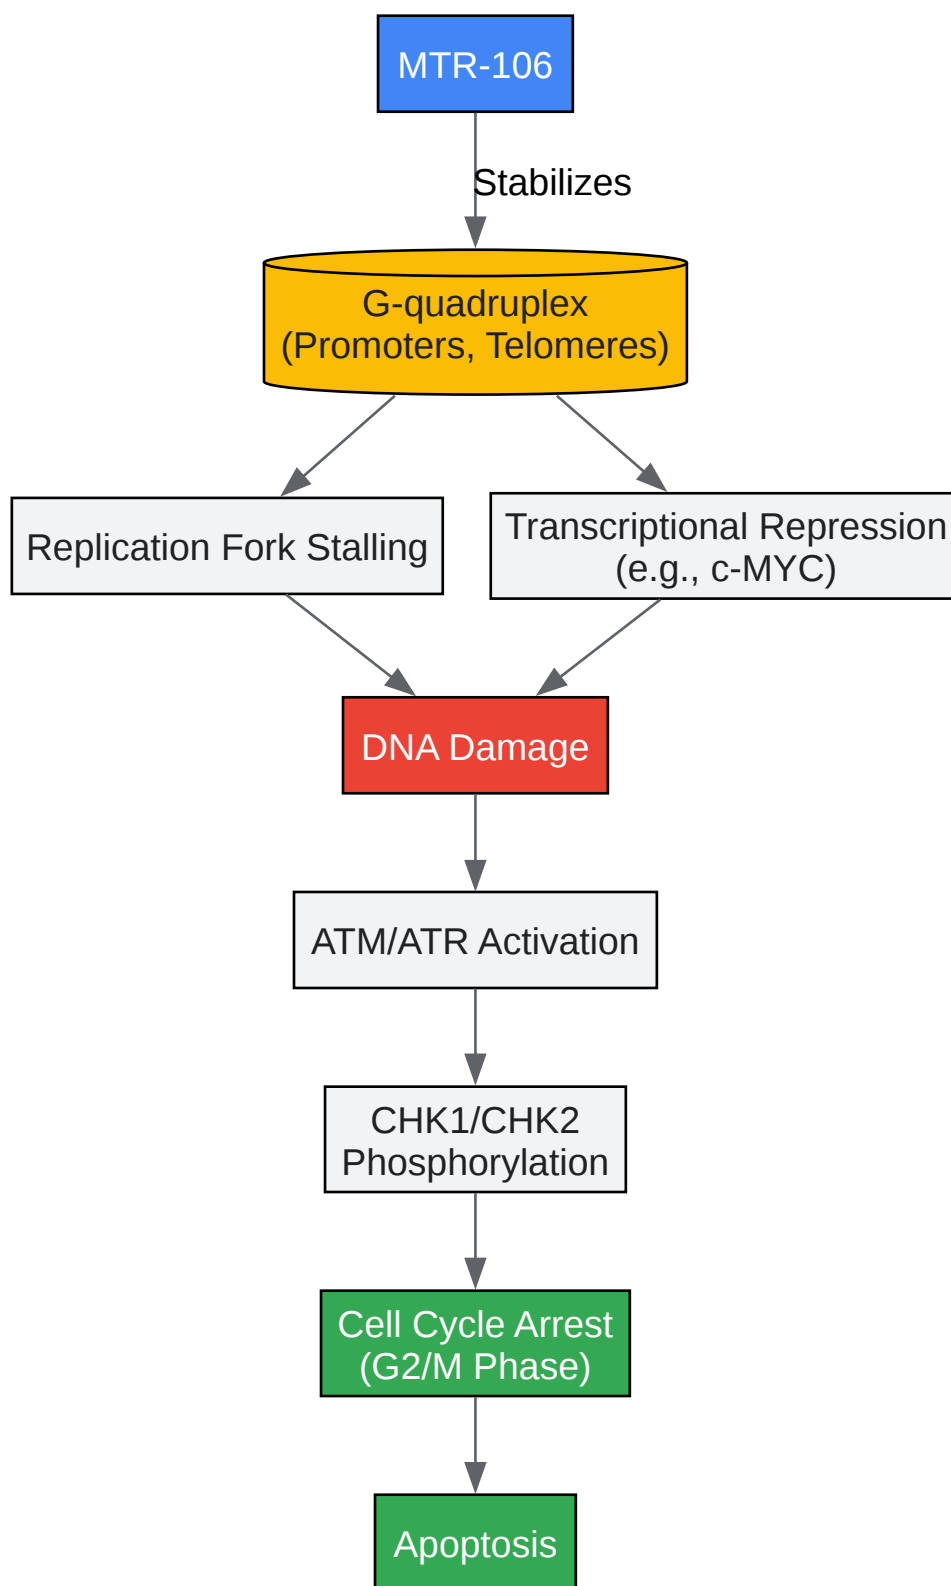 MTR-106
Stabilizes
G-quadruplex
(Promoters, Telomeres)
Replication Fork Stalling
Transcriptional Repression
(e.g., c-MYC)
DNA Damage
ATM/ATR Activation
CHK1/CHK2
Phosphorylation
Cell Cycle Arrest
(G2/M Phase)
Apoptosis